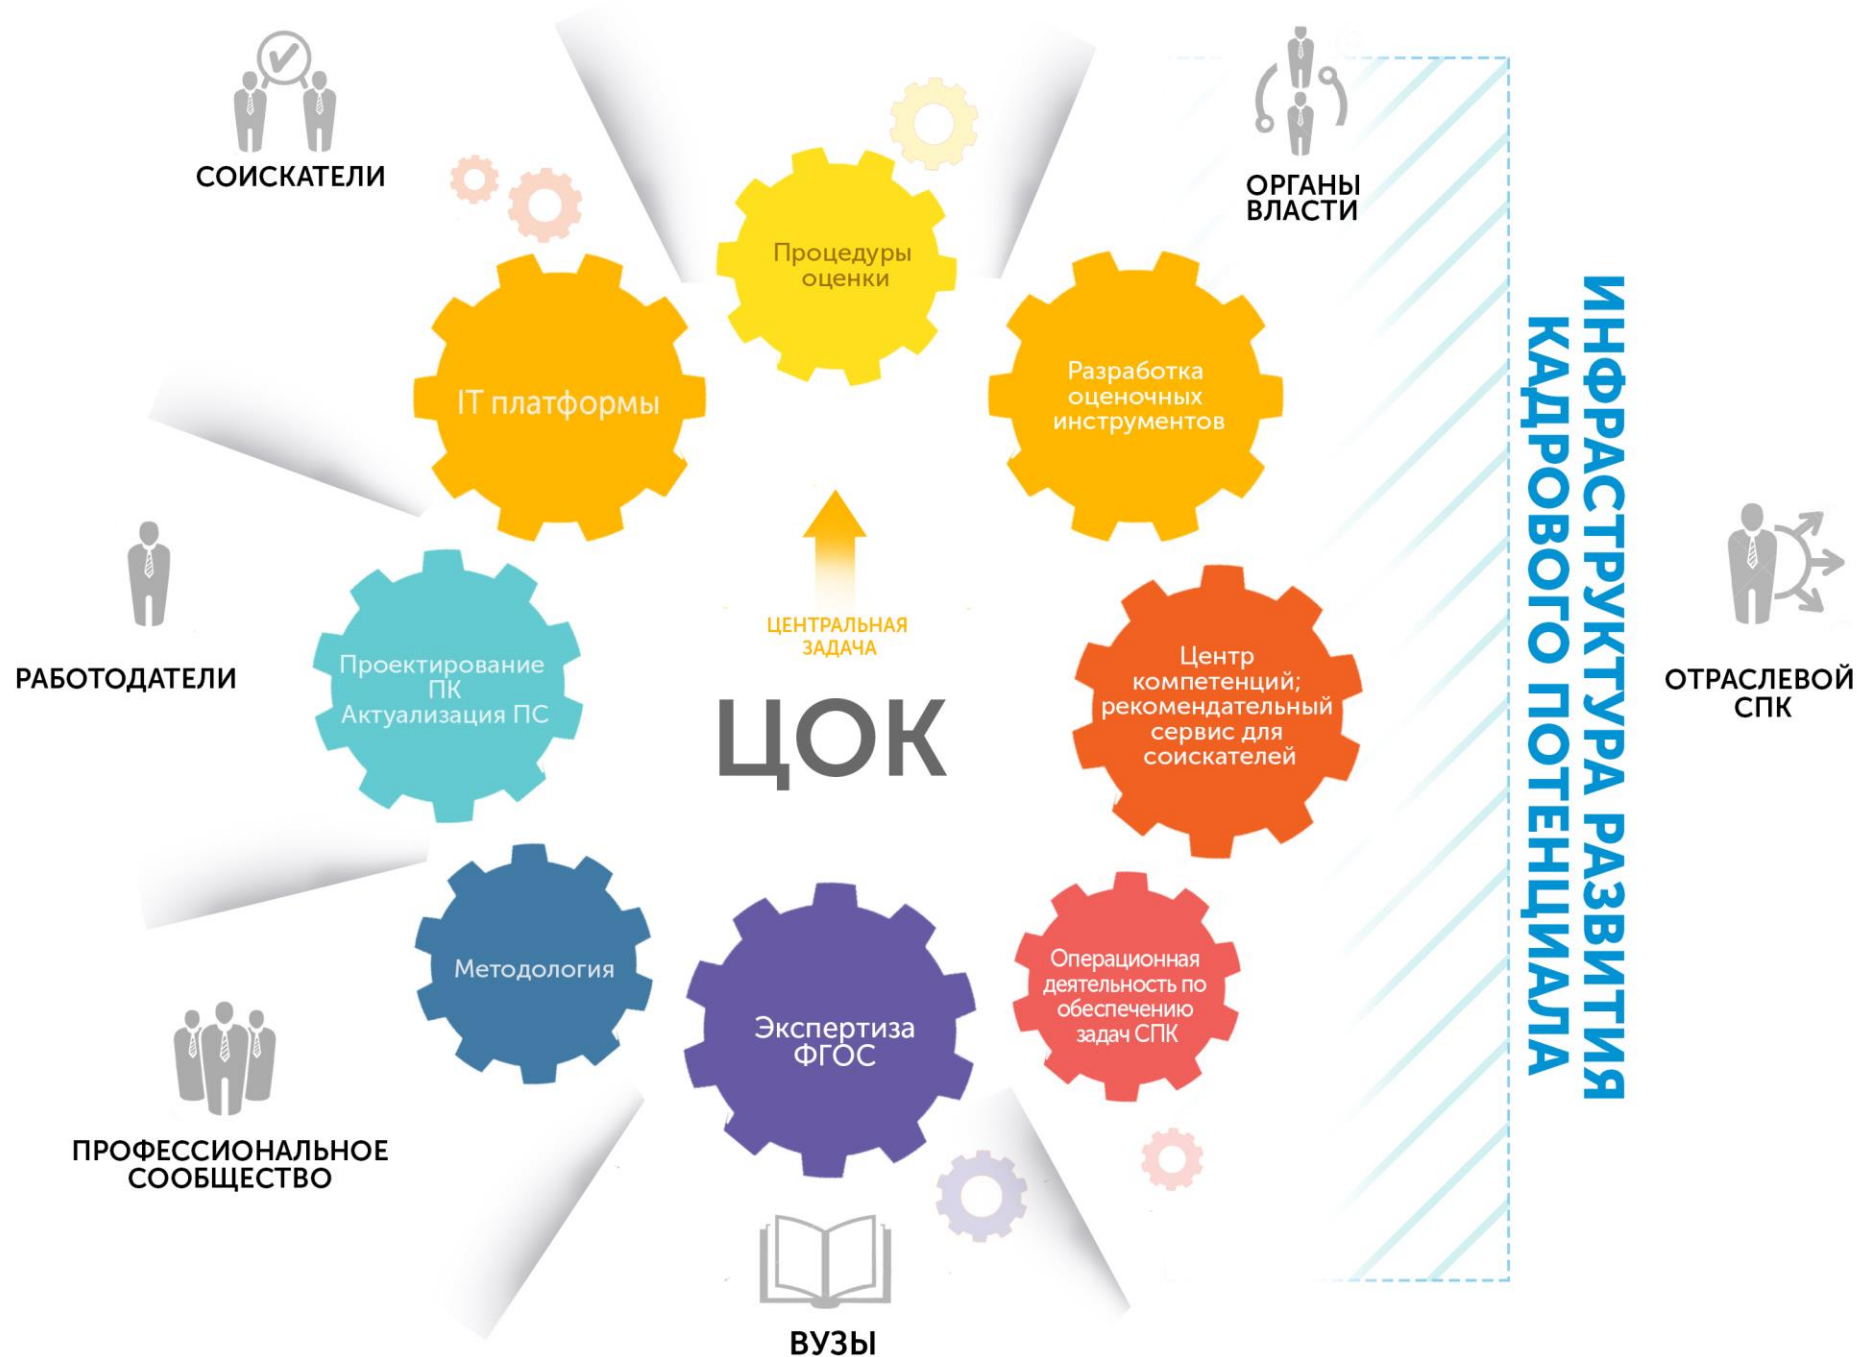 СОИСКАТЕЛИ
ОРГАНЫ
ВЛАСТИ
Процедуры
оценки
IT платформы
Разработка
оценочных
инструментов
ЦЕНТРАЛЬНАЯ
ЗАДАЧА
ЦОК
РАБОТОДАТЕЛИ
Проектирование
ПК
Актуализация ПС
Центр
компетенций;
рекомендательный
сервис для
соискателей
ИНФРАСТРУКТУРА РАЗВИТИЯ
КАДРОВОГО ПОТЕНЦИАЛА
ОТРАСЛЕВОЙ
СПК
Методология
Экспертиза
ФГОС
Операционная
деятельность по
обеспечению
задач СПК
ПРОФЕССИОНАЛЬНОЕ
СООБЩЕСТВО
ВУЗЫ